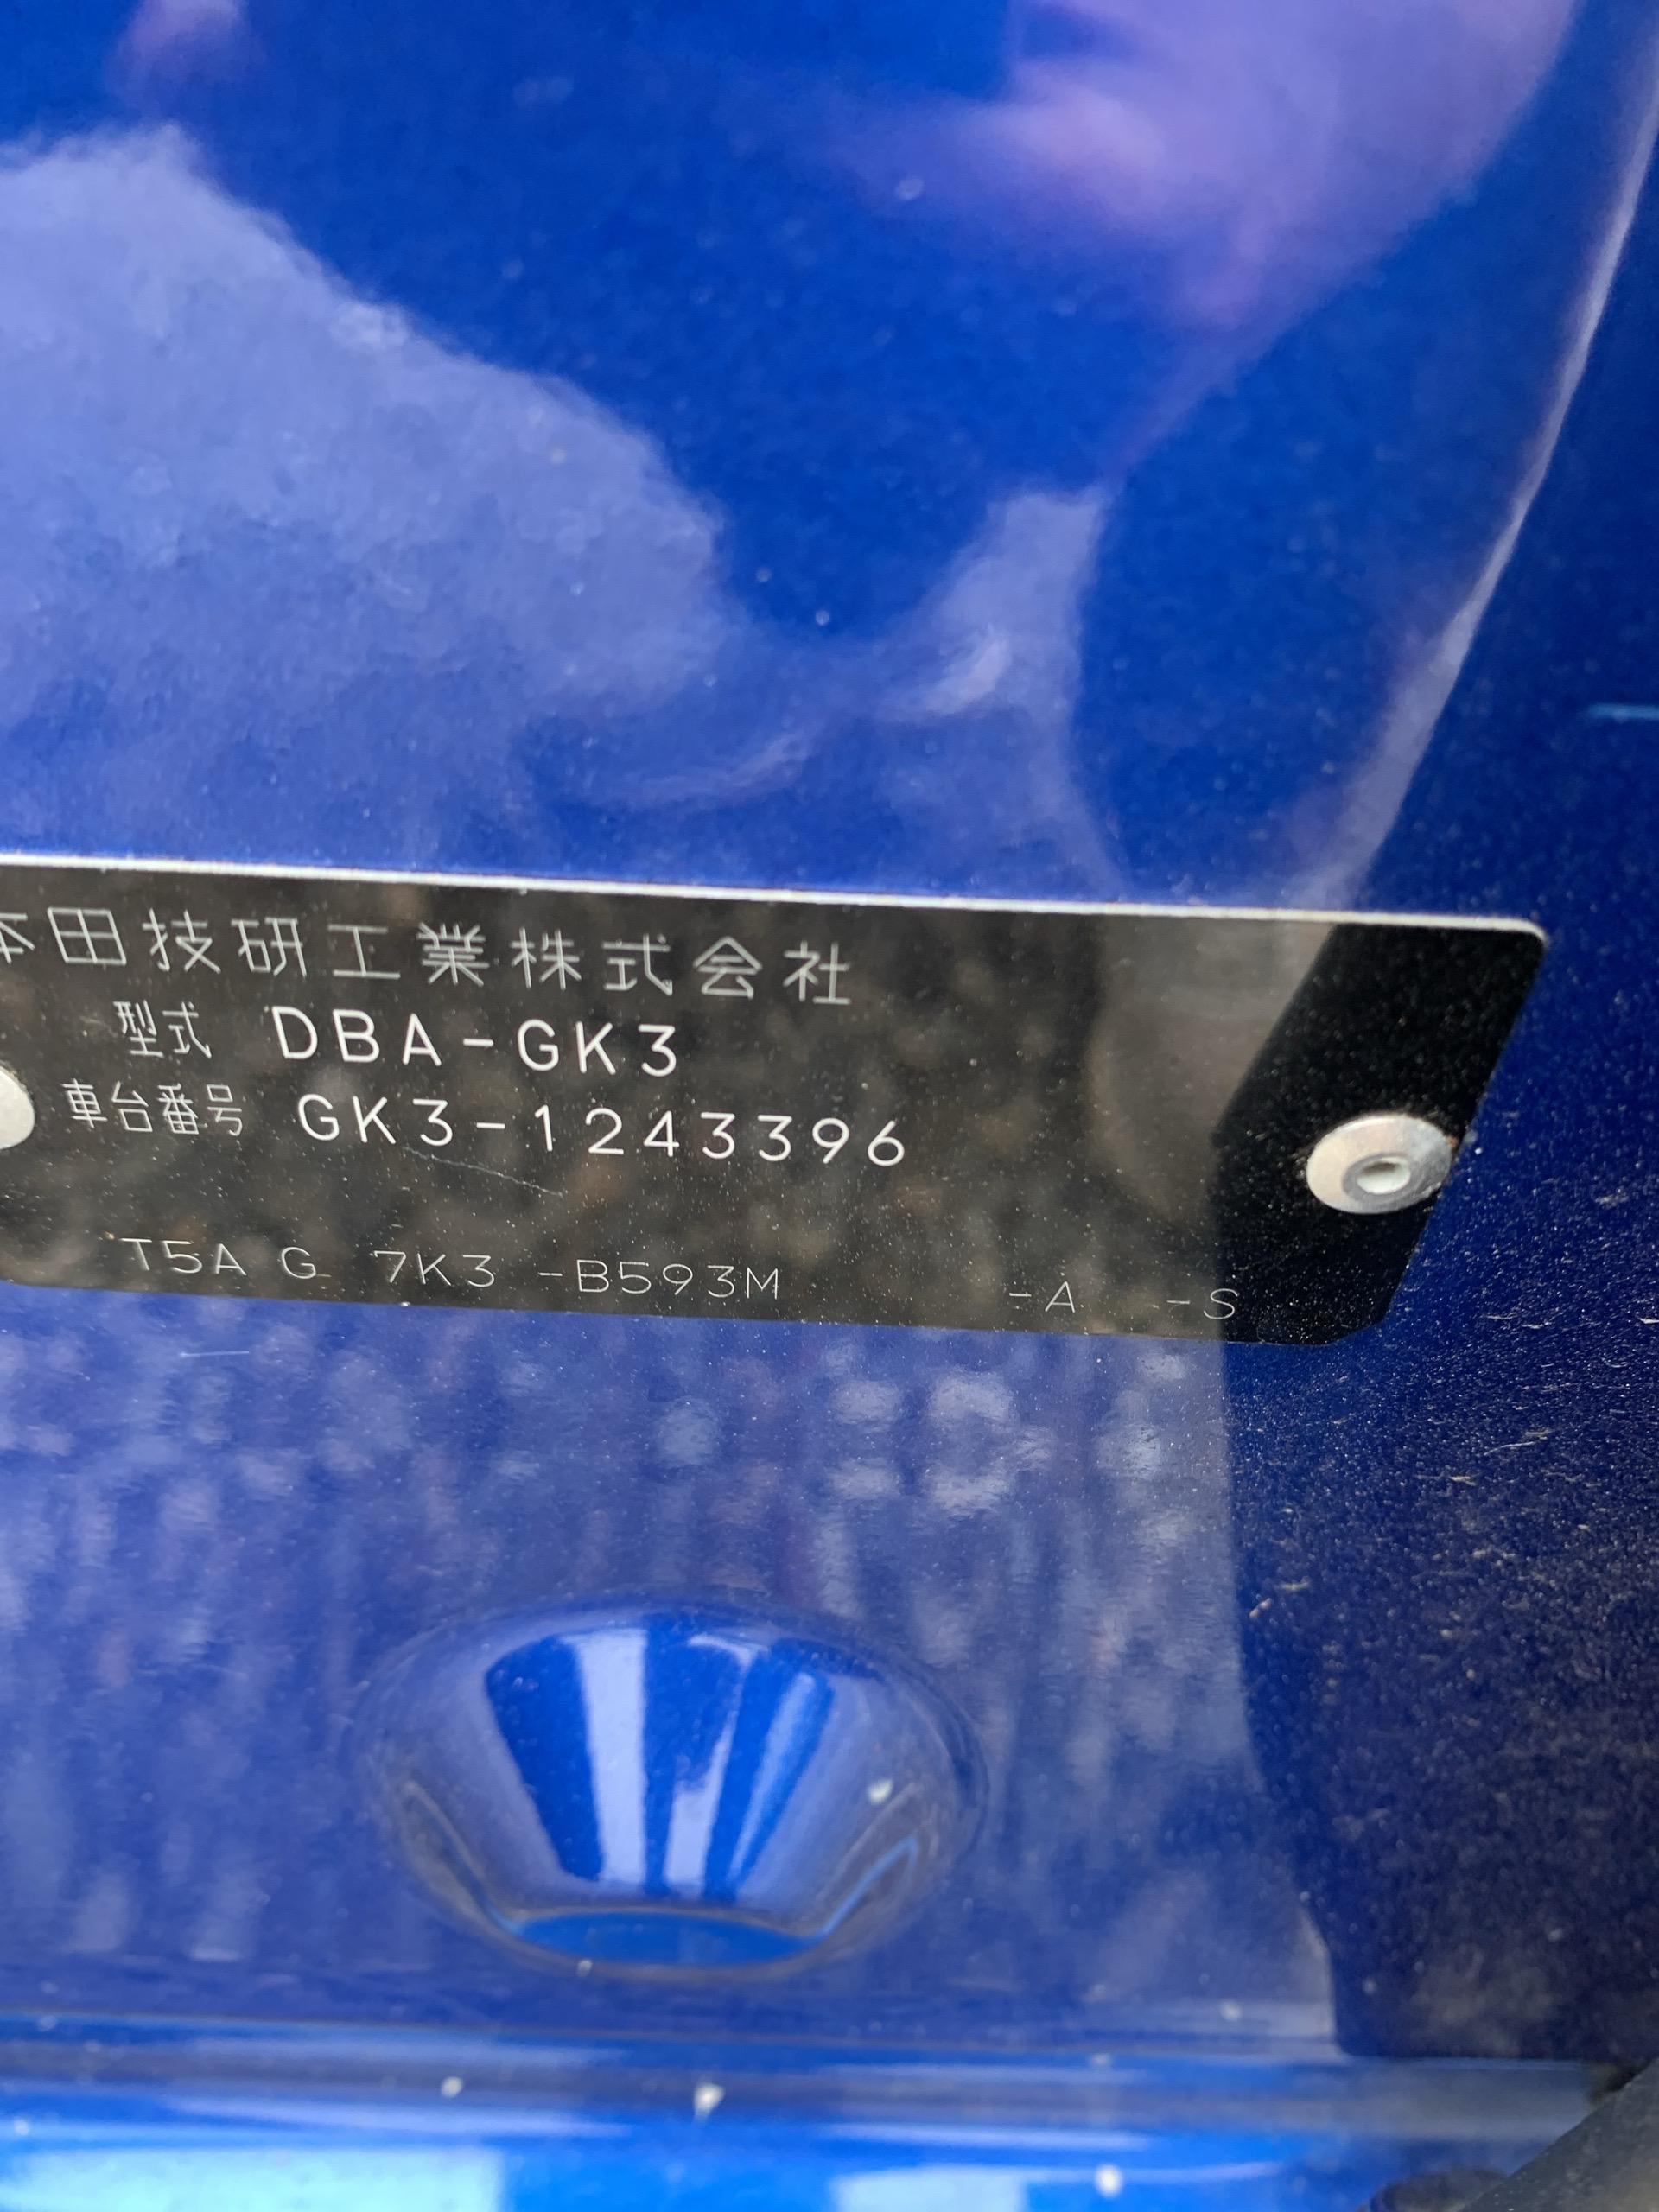 本田技研工業株式会社
型式 DBA-GK3
車台番号 GK3-1243396
T5A G 7K3 -B593M -A -S